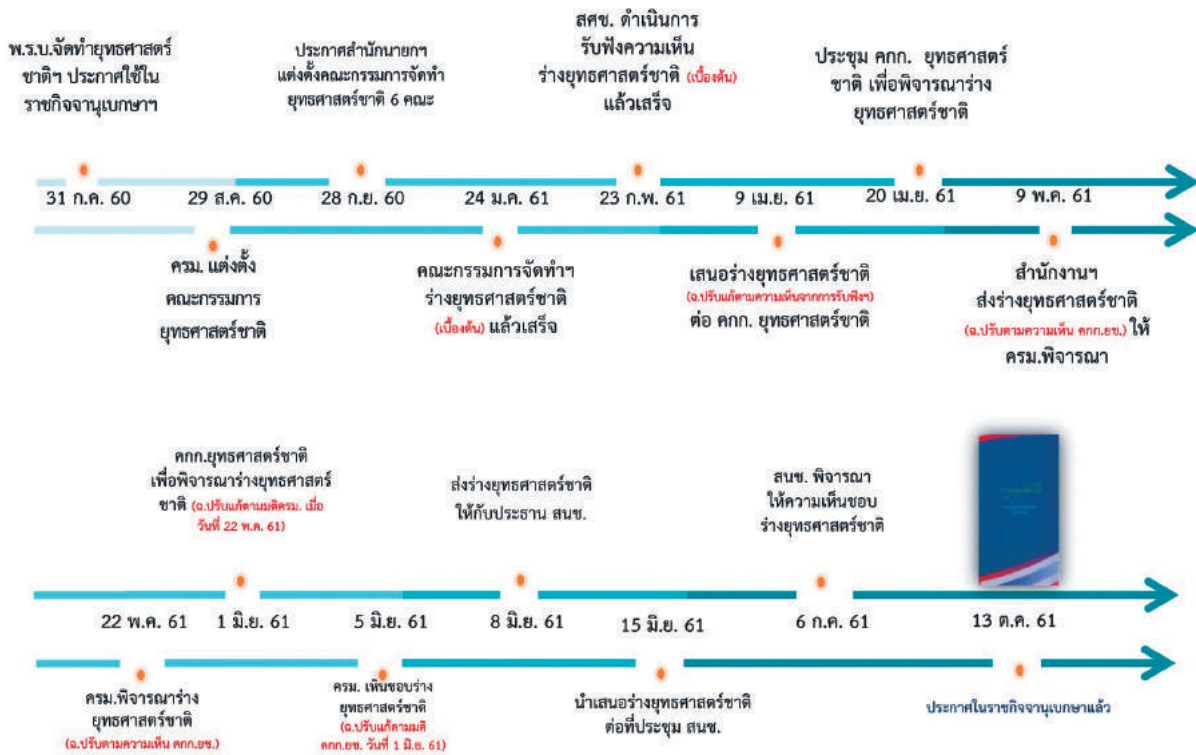 พ.ร.บ.จัดทำยุทธศาสตร์
ชาติฯ ประกาศใช้ใน
ราชกิจจานุเบกษาฯ
ประกาศสำนักนายกฯ
แต่งตั้งคณะกรรมการจัดทำ
ยุทธศาสตร์ชาติ 6 คณะ
สศช. ดำเนินการ
รับฟังความเห็น
ร่างยุทธศาสตร์ชาติ (เบื้องต้น)
แล้วเสร็จ
ประชุม คกก. ยุทธศาสตร์
ชาติ เพื่อพิจารณาร่าง
ยุทธศาสตร์ชาติ
31 ก.ค. 60
29 ส.ค. 60
28 ก.ย. 60
24 ม.ค. 61
23 ก.พ. 61
9 เม.ย. 61
20 เม.ย. 61
9 พ.ค. 61
ครม. แต่งตั้ง
คณะกรรมการ
ยุทธศาสตร์ชาติ
คณะกรรมการจัดทำฯ
ร่างยุทธศาสตร์ชาติ
(เบื้องต้น) แล้วเสร็จ
เสนอร่างยุทธศาสตร์ชาติ
(ฉ.ปรับแก้ตามความเห็นจากการรับฟังฯ)
ต่อ คกก. ยุทธศาสตร์ชาติ
สำนักงานฯ
ส่งร่างยุทธศาสตร์ชาติ
(ฉ.ปรับตามความเห็น คกก.ยช.) ให้
ครม.พิจารณา
คกก.ยุทธศาสตร์ชาติ
เพื่อพิจารณาร่างยุทธศาสตร์
ชาติ (ฉ.ปรับแก้ตามมติครม. เมื่อ
วันที่ 22 พ.ค. 61)
ส่งร่างยุทธศาสตร์ชาติ
ให้กับประธาน สนช.
สนช. พิจารณา
ให้ความเห็นชอบ
ร่างยุทธศาสตร์ชาติ
22 พ.ค. 61
1 มิ.ย. 61
5 มิ.ย. 61
8 มิ.ย. 61
15 มิ.ย. 61
6 ก.ค. 61
13 ต.ค. 61
ครม.พิจารณาร่าง
ยุทธศาสตร์ชาติ
(ฉ.ปรับตามความเห็น คกก.ยช.)
ครม. เห็นชอบร่าง
ยุทธศาสตร์ชาติ
(ฉ.ปรับแก้ตามมติ
คกก.ยช. วันที่ 1 มิ.ย. 61)
นำเสนอร่างยุทธศาสตร์ชาติ
ต่อที่ประชุม สนช.
ประกาศในราชกิจจานุเบกษาแล้ว